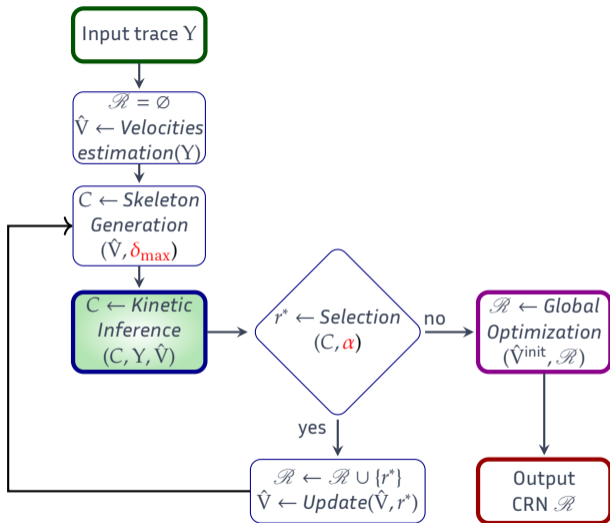 Input trace Y
ℛ = ∅
V̂ ← Velocities
estimation(Y)
C ← Skeleton
Generation
(V̂, δmax)
C ← Kinetic
Inference
(C, Y, V̂)
r* ← Selection
(C, α)
no
yes
ℛ ← Global
Optimization
(V̂ⁱⁿⁱᵗ, ℛ)
ℛ ← ℛ ∪ {r*}
V̂ ← Update(V̂, r*)
Output
CRN ℛ